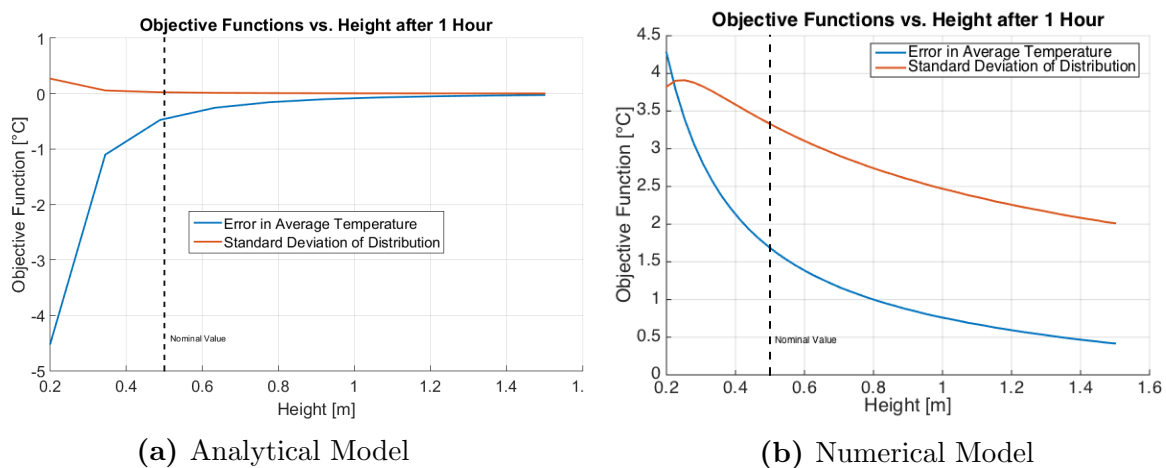 Objective Functions vs. Height after 1 Hour
Objective Function [°C]
1
0
-1
-2
-3
-4
-5
Error in Average Temperature
Standard Deviation of Distribution
Nominal Value
0.2 0.4 0.6 0.8 1 1.2 1.4 1.
Height [m]
(a) Analytical Model
Objective Functions vs. Height after 1 Hour
Objective Function [°C]
4.5
4
3.5
3
2.5
2
1.5
1
0.5
0
Error in Average Temperature
Standard Deviation of Distribution
Nominal Value
0.2 0.4 0.6 0.8 1 1.2 1.4 1.6
Height [m]
(b) Numerical Model